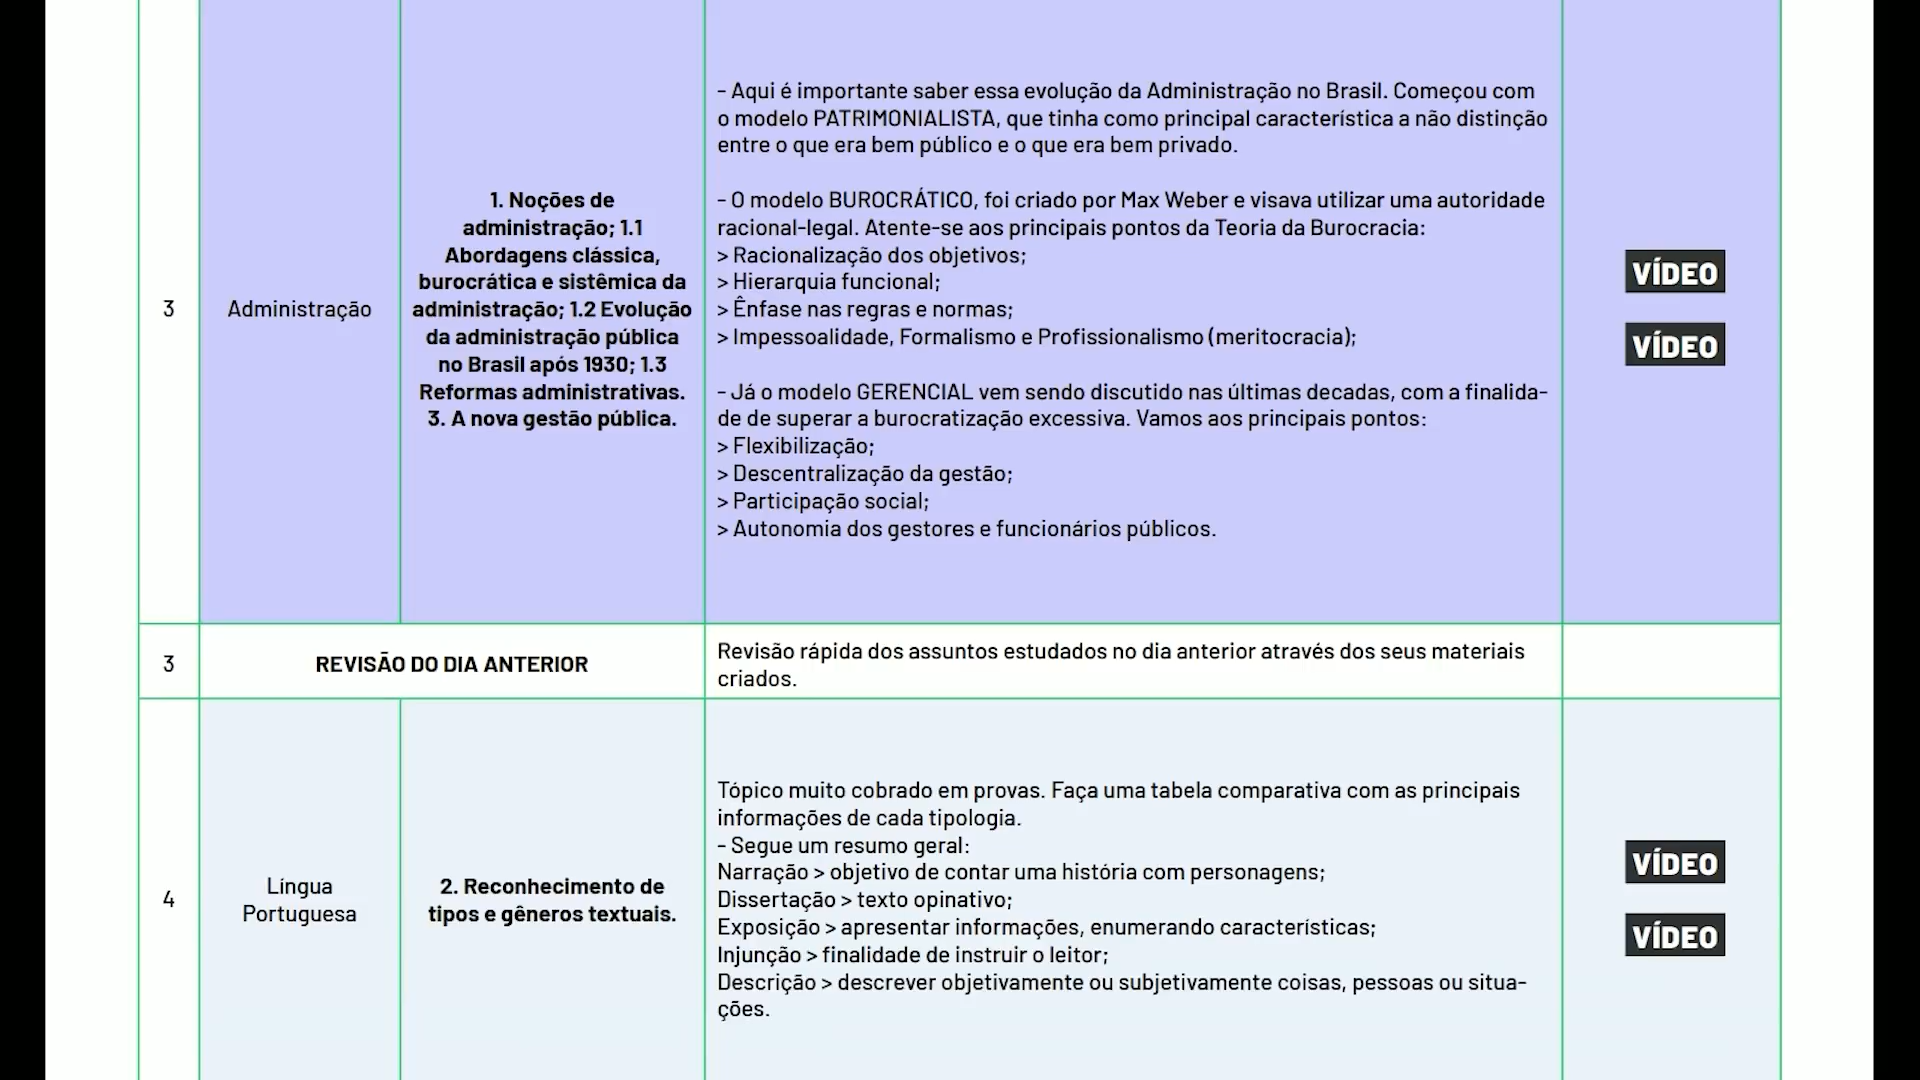 3
Administração
1. Noções de
administração; 1.1
Abordagens clássica,
burocrática e sistêmica da
administração; 1.2 Evolução
da administração pública
no Brasil após 1930; 1.3
Reformas administrativas.
3. A nova gestão pública.
- Aqui é importante saber essa evolução da Administração no Brasil. Começou com
o modelo PATRIMONIALISTA, que tinha como principal característica a não distinção
entre o que era bem público e o que era bem privado.
- O modelo BUROCRÁTICO, foi criado por Max Weber e visava utilizar uma autoridade
racional-legal. Atente-se aos principais pontos da Teoria da Burocracia:
> Racionalização dos objetivos;
> Hierarquia funcional;
> Ênfase nas regras e normas;
> Impessoalidade, Formalismo e Profissionalismo (meritocracia);
- Já o modelo GERENCIAL vem sendo discutido nas últimas decadas, com a finalida-
de de superar a burocratização excessiva. Vamos aos principais pontos:
> Flexibilização;
> Descentralização da gestão;
> Participação social;
> Autonomia dos gestores e funcionários públicos.
VÍDEO
VÍDEO
3
REVISÃO DO DIA ANTERIOR
Revisão rápida dos assuntos estudados no dia anterior através dos seus materiais
criados.
4
Língua
Portuguesa
2. Reconhecimento de
tipos e gêneros textuais.
Tópico muito cobrado em provas. Faça uma tabela comparativa com as principais
informações de cada tipologia.
- Segue um resumo geral:
Narração > objetivo de contar uma história com personagens;
Dissertação > texto opinativo;
Exposição > apresentar informações, enumerando características;
Injunção > finalidade de instruir o leitor;
Descrição > descrever objetivamente ou subjetivamente coisas, pessoas ou situa-
ções.
VÍDEO
VÍDEO